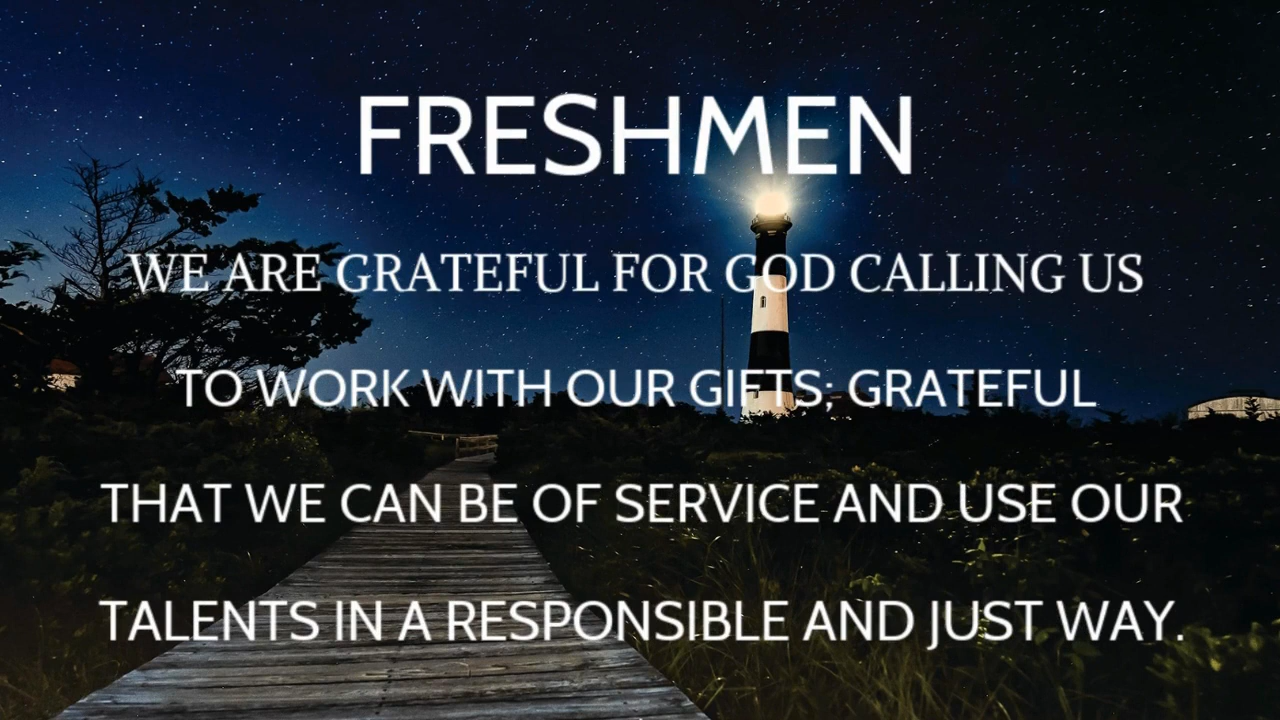 FRESHMEN
WE ARE GRATEFUL FOR GOD CALLING US
TO WORK WITH OUR GIFTS; GRATEFUL
THAT WE CAN BE OF SERVICE AND USE OUR
TALENTS IN A RESPONSIBLE AND JUST WAY.